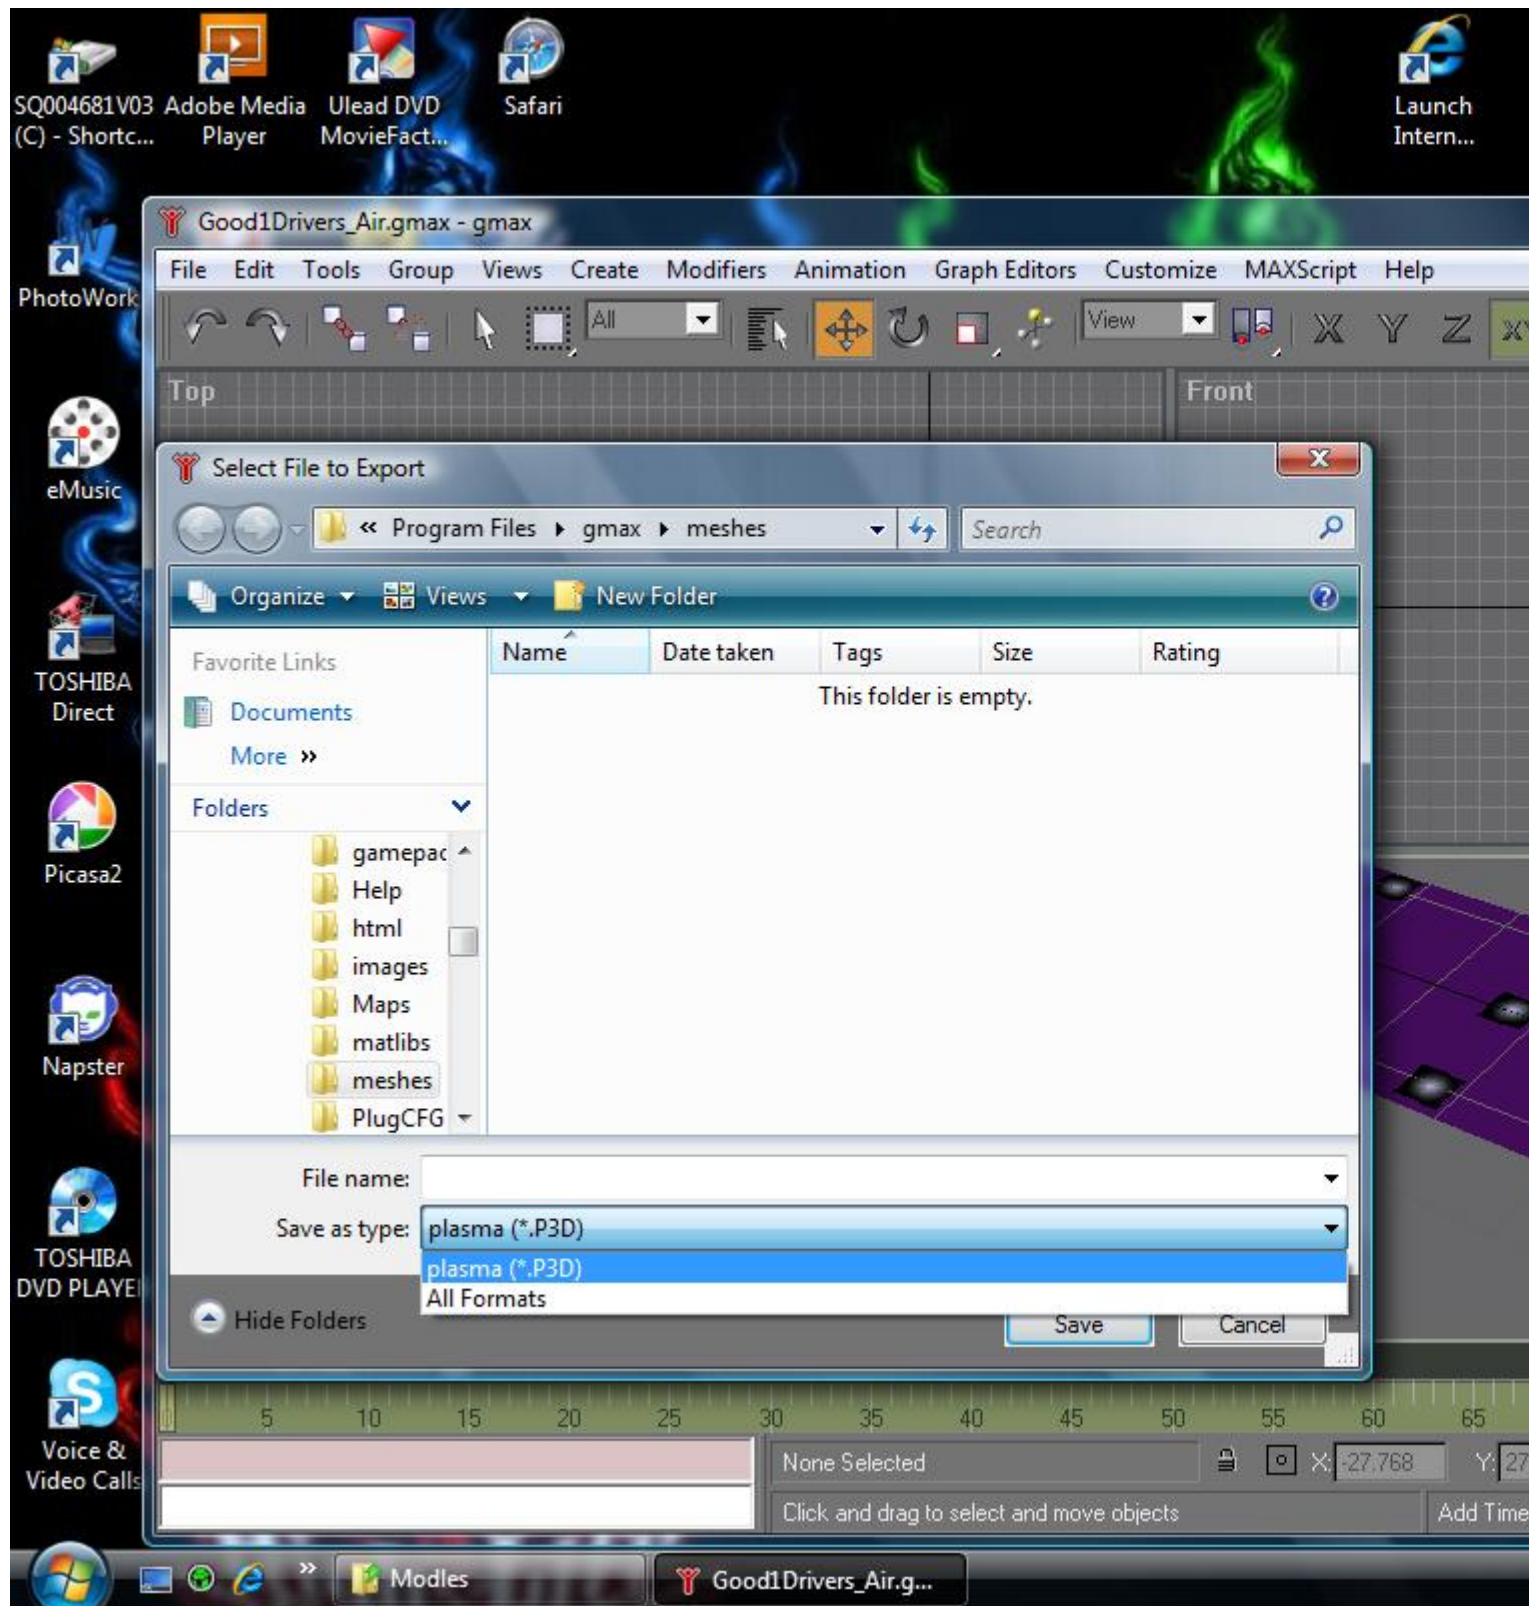 SQ004681V03
(C) - Shortc...
Adobe Media
Player
Ulead DVD
MovieFact...
Safari
Launch
Intern...
PhotoWork
eMusic
TOSHIBA
Direct
Picasa2
Napster
TOSHIBA
DVD PLAYE
Voice &
Video Calls
Good1Drivers_Air.gmax - gmax
File Edit Tools Group Views Create Modifiers Animation Graph Editors Customize MAXScript Help
All View X Y Z XY
Top Front
Select File to Export
« Program Files gmax meshes Search
Organize Views New Folder
Favorite Links
Documents
More »
Folders
gamepac
Help
html
images
Maps
matlibs
meshes
PlugCFG
Name Date taken Tags Size Rating
This folder is empty.
File name:
Save as type: plasma (*.P3D)
plasma (*.P3D)
All Formats
Hide Folders Save Cancel
5 10 15 20 25 30 35 40 45 50 55 60 65
None Selected X: -27.768 Y: 27
Click and drag to select and move objects Add Time
» Modles Good1Drivers_Air.g...